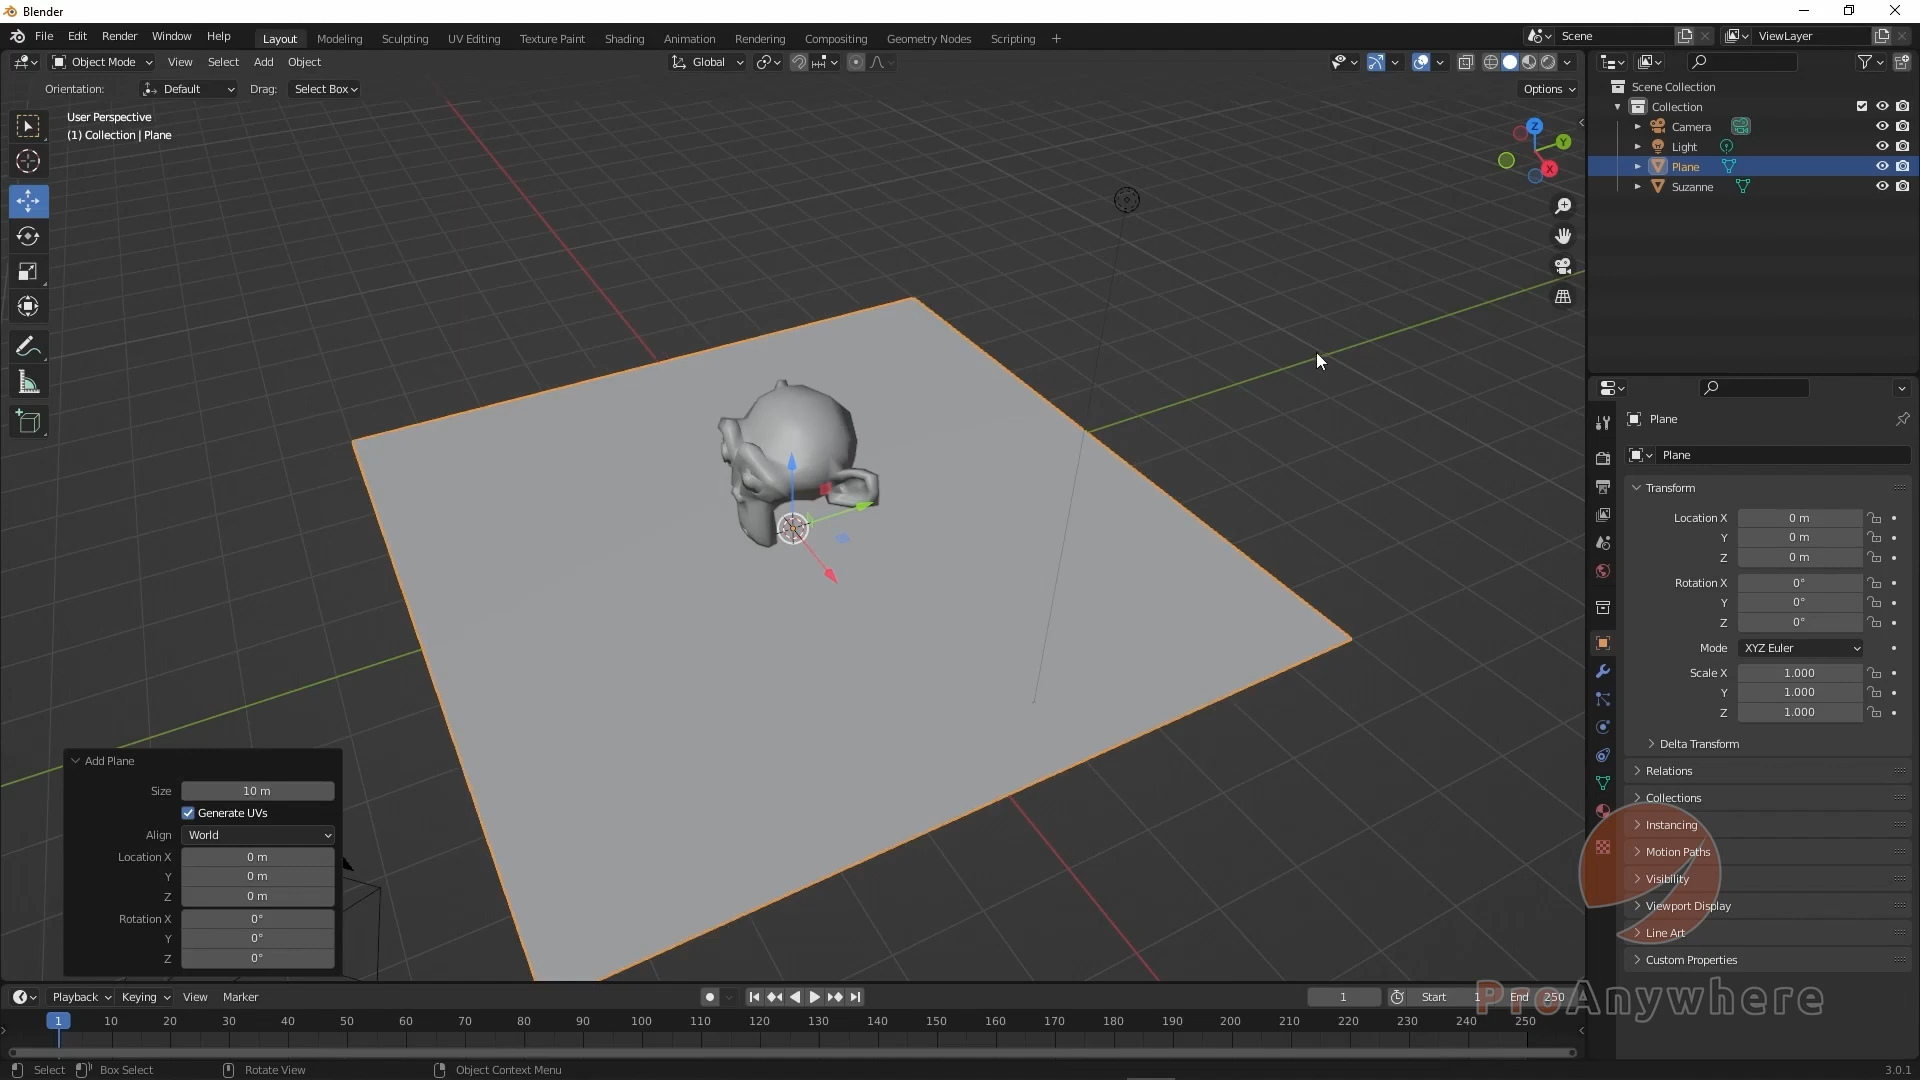 Blender
File Edit Render Window Help Layout Modeling Sculpting UV Editing Texture Paint Shading Animation Rendering Compositing Geometry Nodes Scripting + Scene ViewLayer
Object Mode View Select Add Object Global
Orientation: Default Drag: Select Box Options
User Perspective
(1) Collection | Plane
Z
Y
X
Scene Collection
Collection
Camera
Light
Plane
Suzanne
Plane
Plane
Transform
Location X 0 m
Y 0 m
Z 0 m
Rotation X 0°
Y 0°
Z 0°
Mode XYZ Euler
Scale X 1.000
Y 1.000
Z 1.000
Delta Transform
Relations
Collections
Instancing
Motion Paths
Visibility
Viewport Display
Line Art
Custom Properties
Add Plane
Size 10 m
Generate UVs
Align World
Location X 0 m
Y 0 m
Z 0 m
Rotation X 0°
Y 0°
Z 0°
Playback Keying View Marker 1 Start 1 End 250
ProAnywhere
1 10 20 30 40 50 60 70 80 90 100 110 120 130 140 150 160 170 180 190 200 210 220 230 240 250
Select Box Select Rotate View Object Context Menu 3.0.1